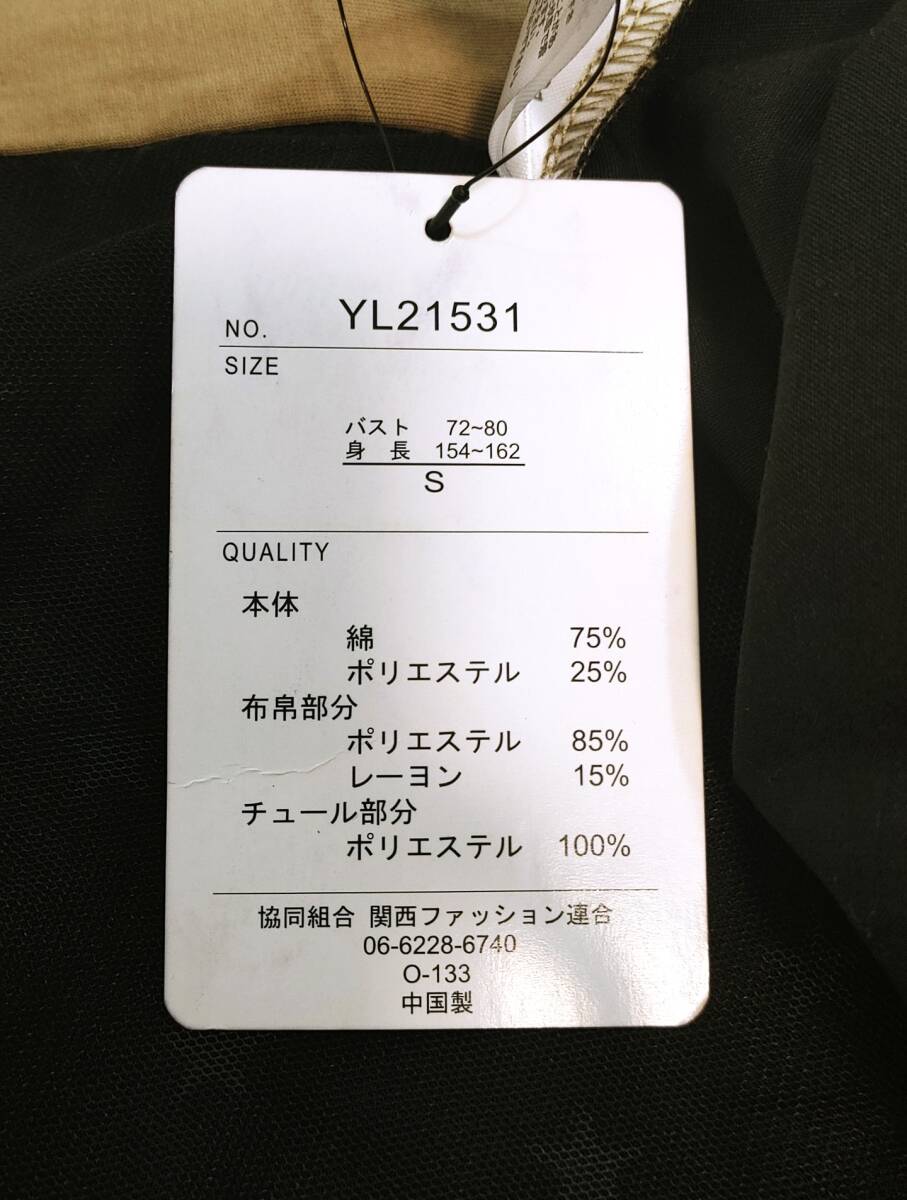 NO. YL21531
SIZE
バスト 72~80
身長 154~162
S
QUALITY
本体
綿 75%
ポリエステル 25%
布帛部分
ポリエステル 85%
レーヨン 15%
チュール部分
ポリエステル 100%
協同組合 関西ファッション連合
06-6228-6740
O-133
中国製